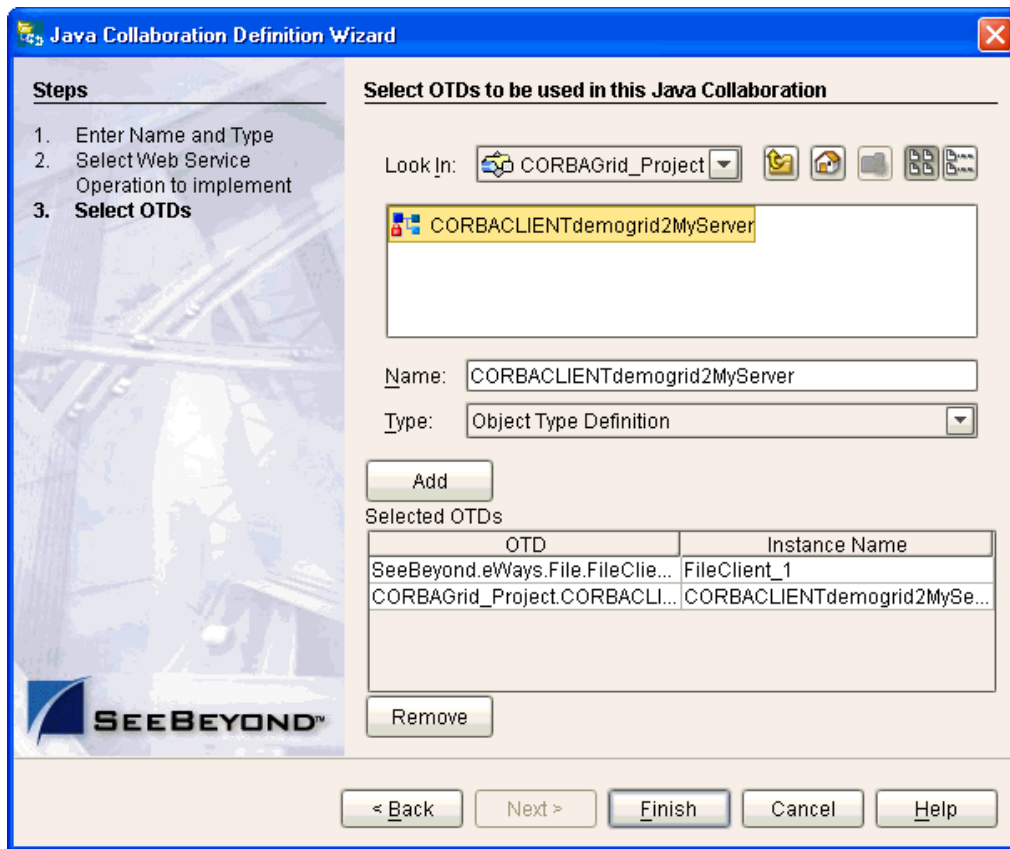 Java Collaboration Definition Wizard
Steps
1. Enter Name and Type
2. Select Web Service
Operation to implement
3. Select OTDs
SEEBEYOND™
Select OTDs to be used in this Java Collaboration
Look In: CORBAGrid_Project
CORBACLIENTdemogrid2MyServer
Name: CORBACLIENTdemogrid2MyServer
Type: Object Type Definition
Add
Selected OTDs
OTD Instance Name
SeeBeyond.eWays.File.FileClie... FileClient_1
CORBAGrid_Project.CORBACLI... CORBACLIENTdemogrid2MySe...
Remove
< Back Next > Finish Cancel Help